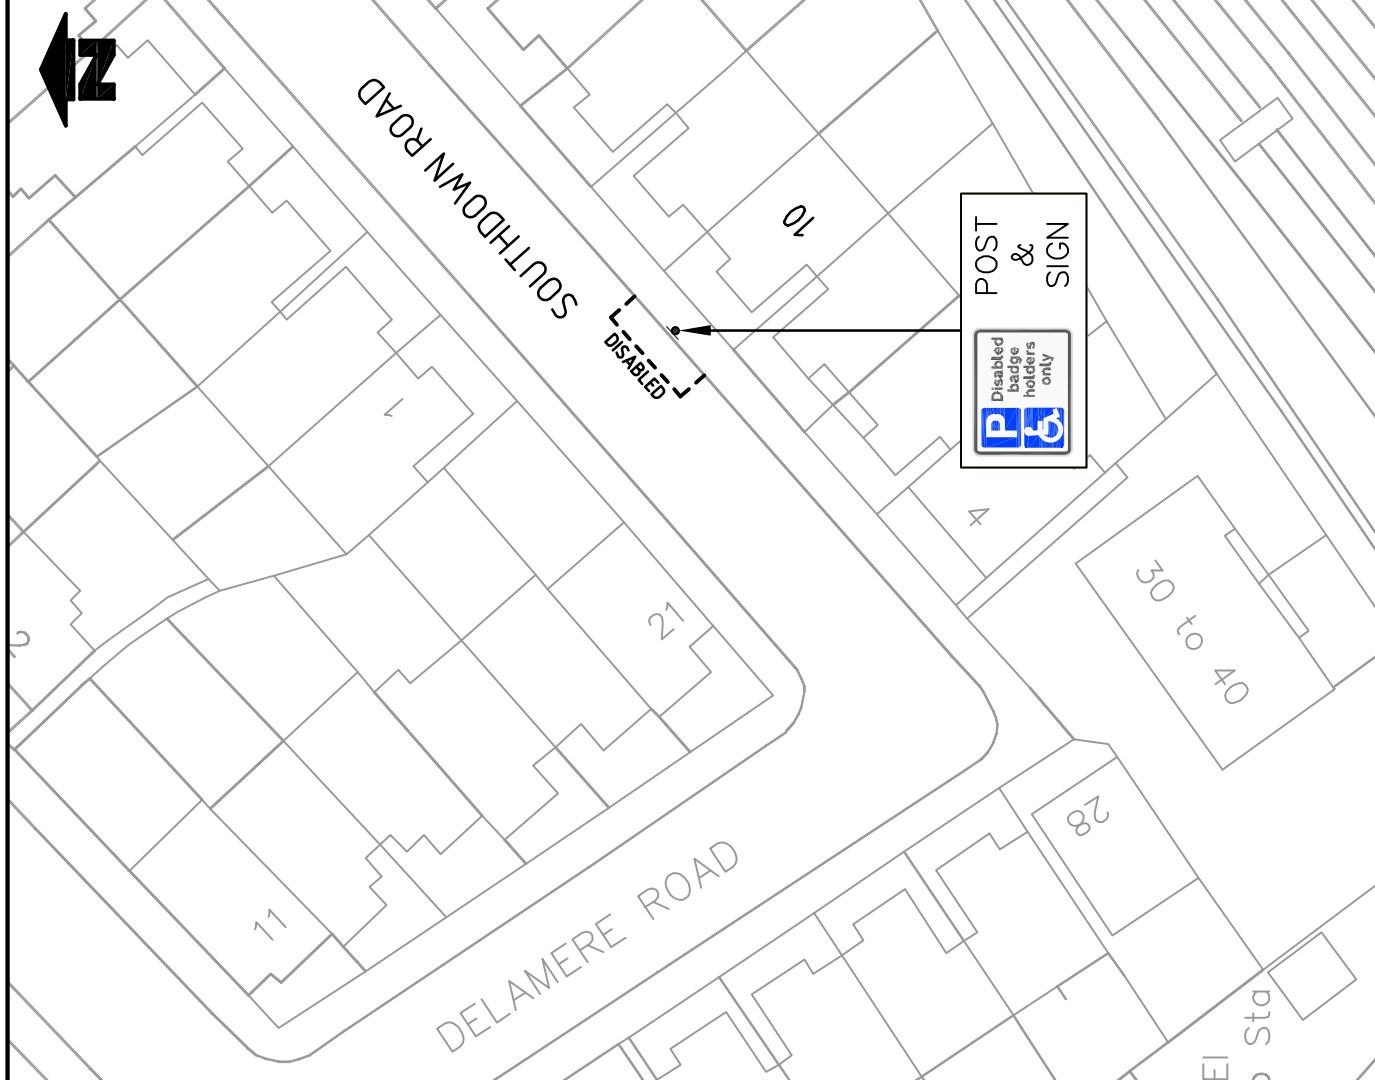 N
SOUTHDOWN ROAD
DISABLED
10
POST
&
SIGN
P
Disabled
badge
holders
only
1
2
21
4
30 to 40
28
11
DELAMERE ROAD
El
Sta